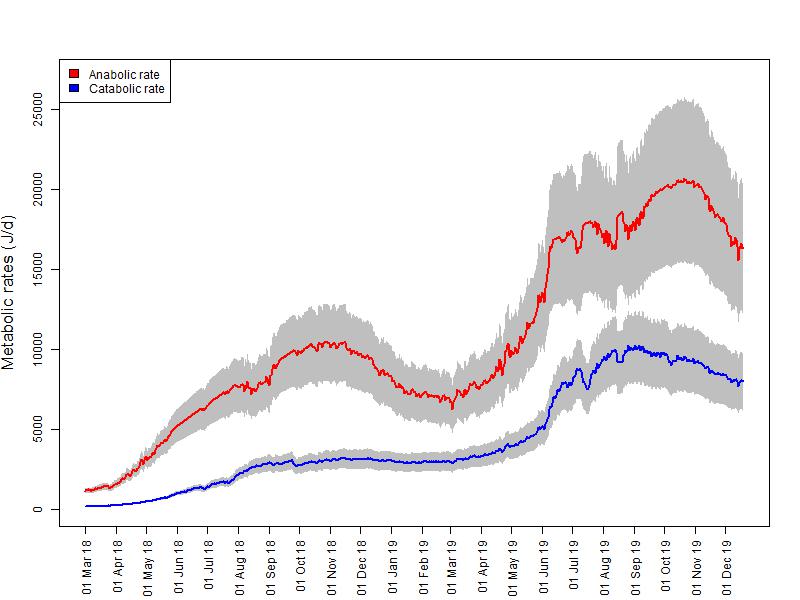 Anabolic rate
Catabolic rate
Metabolic rates (J/d)
25000
20000
15000
10000
5000
0
01 Mar 18
01 Apr 18
01 May 18
01 Jun 18
01 Jul 18
01 Aug 18
01 Sep 18
01 Oct 18
01 Nov 18
01 Dec 18
01 Jan 19
01 Feb 19
01 Mar 19
01 Apr 19
01 May 19
01 Jun 19
01 Jul 19
01 Aug 19
01 Sep 19
01 Oct 19
01 Nov 19
01 Dec 19